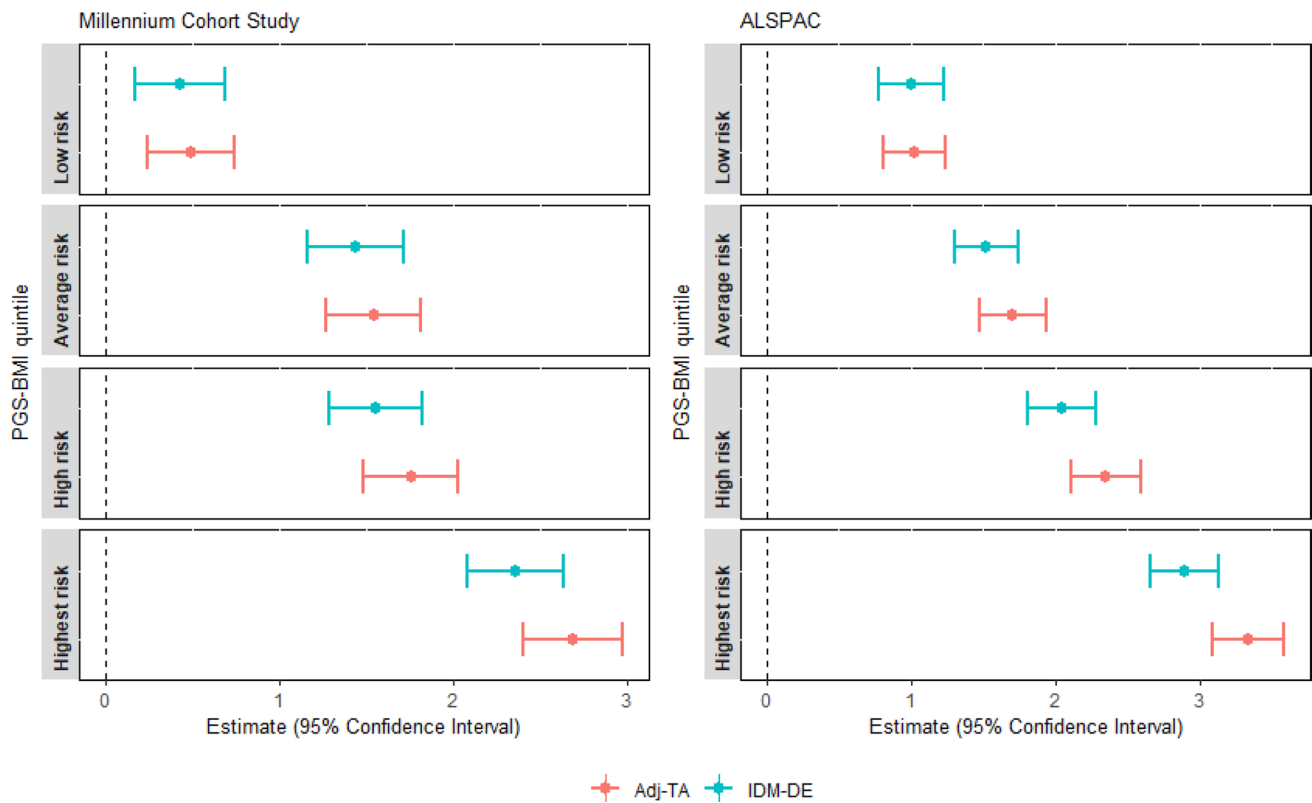 Millennium Cohort Study
PGS-BMI quintile
Low risk
Average risk
High risk
Highest risk
0 1 2 3
Estimate (95% Confidence Interval)
ALSPAC
PGS-BMI quintile
Low risk
Average risk
High risk
Highest risk
0 1 2 3
Estimate (95% Confidence Interval)
Adj-TA IDM-DE